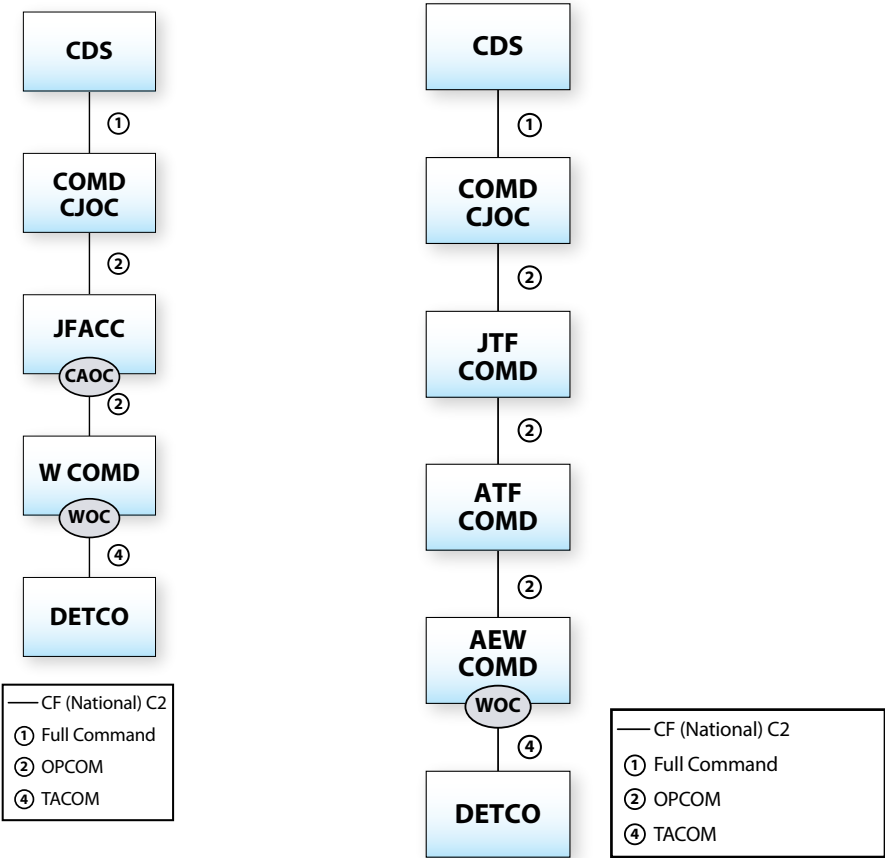 CDS
①
COMD
CJOC
②
JFACC
CAOC
②
W COMD
WOC
④
DETCO
CF (National) C2
① Full Command
② OPCOM
④ TACOM
CDS
①
COMD
CJOC
②
JTF
COMD
②
ATF
COMD
②
AEW
COMD
WOC
④
DETCO
CF (National) C2
① Full Command
② OPCOM
④ TACOM